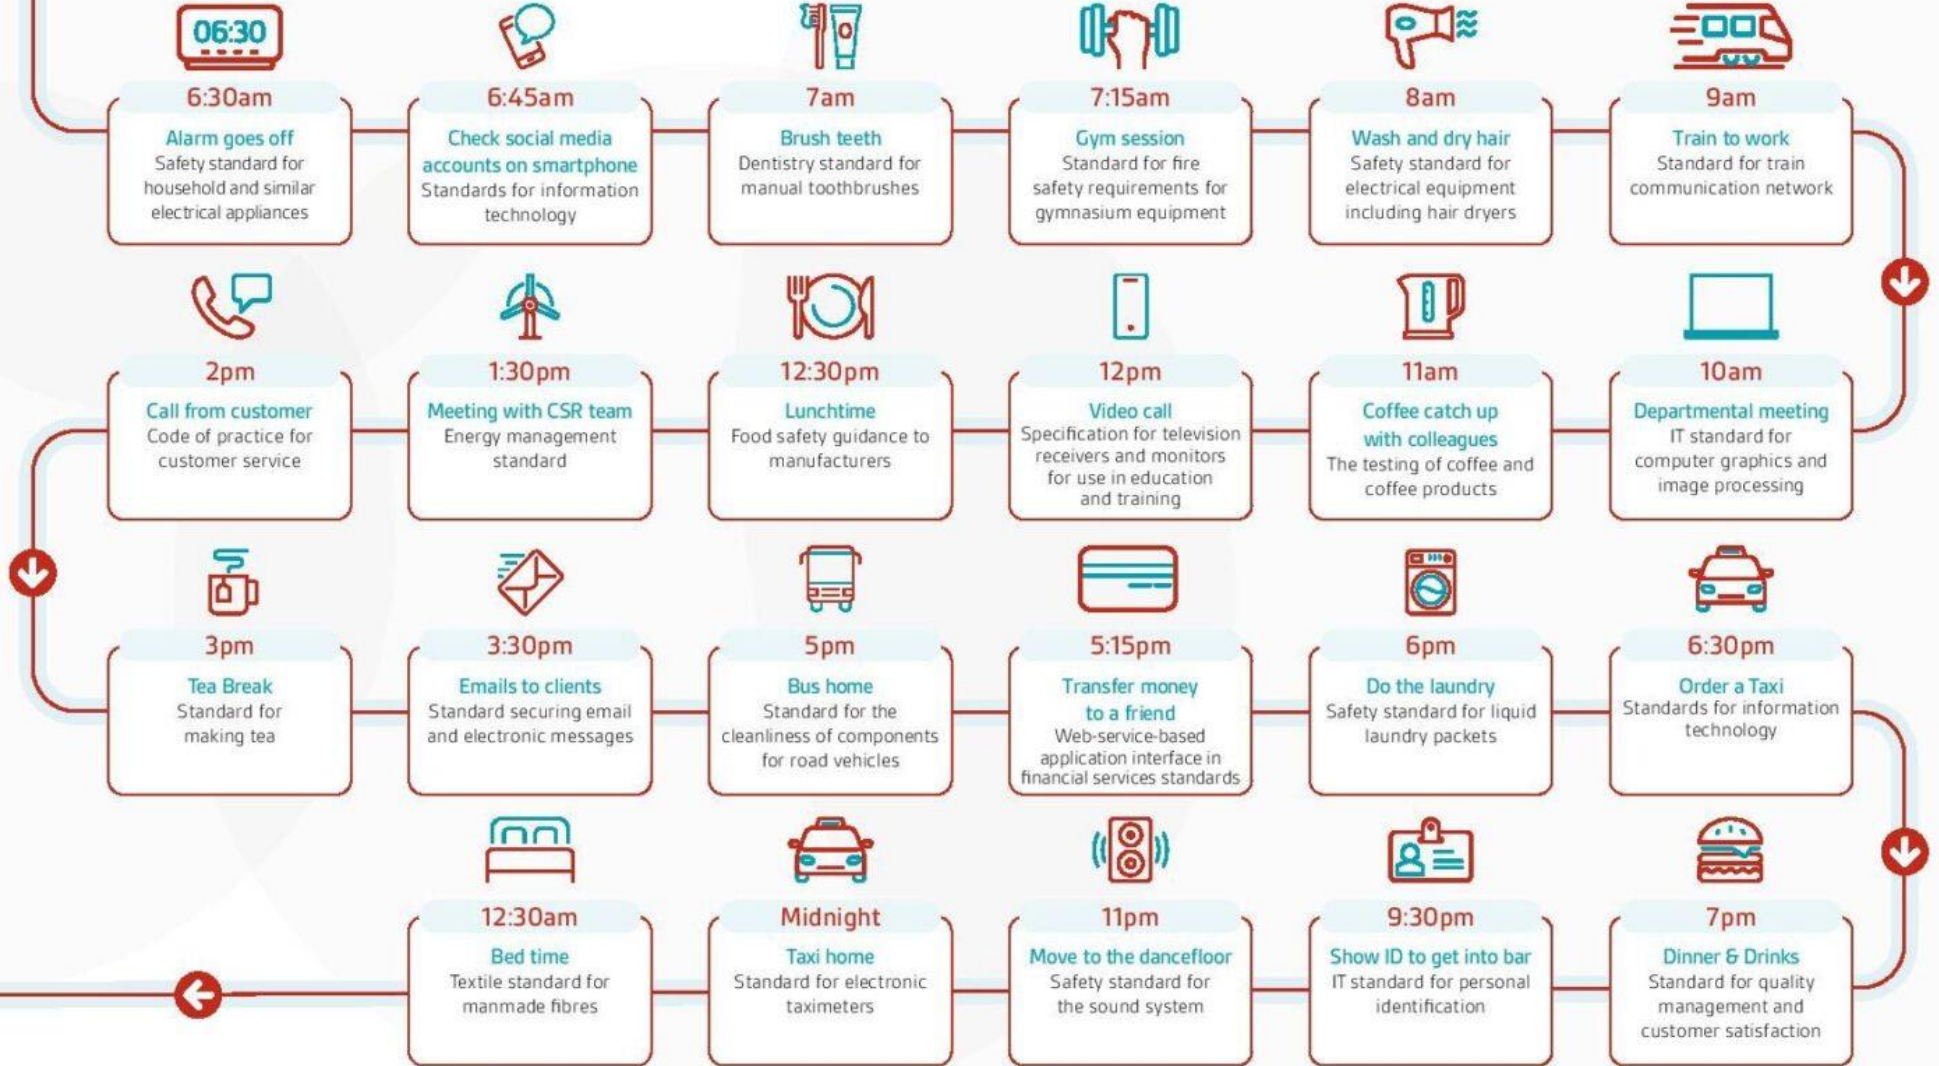 06:30
6:30am
Alarm goes off
Safety standard for
household and similar
electrical appliances
6:45am
Check social media
accounts on smartphone
Standards for information
technology
7am
Brush teeth
Dentistry standard for
manual toothbrushes
7:15am
Gym session
Standard for fire
safety requirements for
gymnasium equipment
8am
Wash and dry hair
Safety standard for
electrical equipment
including hair dryers
9am
Train to work
Standard for train
communication network
10am
Departmental meeting
IT standard for
computer graphics and
image processing
11am
Coffee catch up
with colleagues
The testing of coffee and
coffee products
12pm
Video call
Specification for television
receivers and monitors
for use in education
and training
12:30pm
Lunchtime
Food safety guidance to
manufacturers
1:30pm
Meeting with CSR team
Energy management
standard
2pm
Call from customer
Code of practice for
customer service
3pm
Tea Break
Standard for
making tea
3:30pm
Emails to clients
Standard securing email
and electronic messages
5pm
Bus home
Standard for the
cleanliness of components
for road vehicles
5:15pm
Transfer money
to a friend
Web-service-based
application interface in
financial services standards
6pm
Do the laundry
Safety standard for liquid
laundry packets
6:30pm
Order a Taxi
Standards for information
technology
7pm
Dinner & Drinks
Standard for quality
management and
customer satisfaction
9:30pm
Show ID to get into bar
IT standard for personal
identification
11pm
Move to the dancefloor
Safety standard for
the sound system
Midnight
Taxi home
Standard for electronic
taximeters
12:30am
Bed time
Textile standard for
manmade fibres